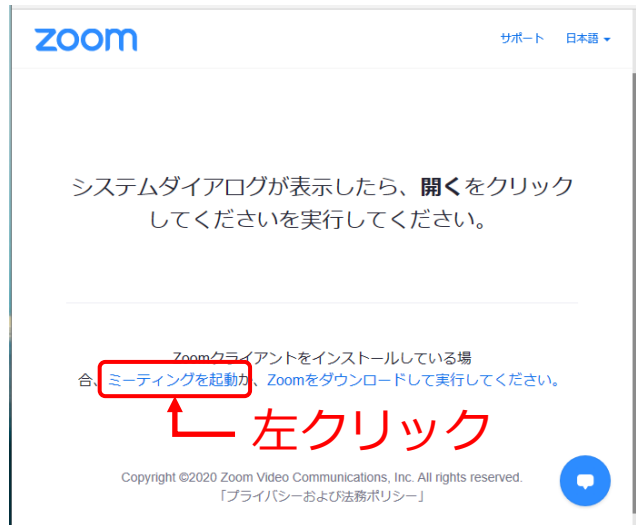 zoom
サポート 日本語
システムダイアログが表示したら、開くをクリック
してくださいを実行してください。
Zoomクライアントをインストールしている場
合、ミーティングを起動か、Zoomをダウンロードして実行してください。
左クリック
Copyright ©2020 Zoom Video Communications, Inc. All rights reserved.
「プライバシーおよび法務ポリシー」